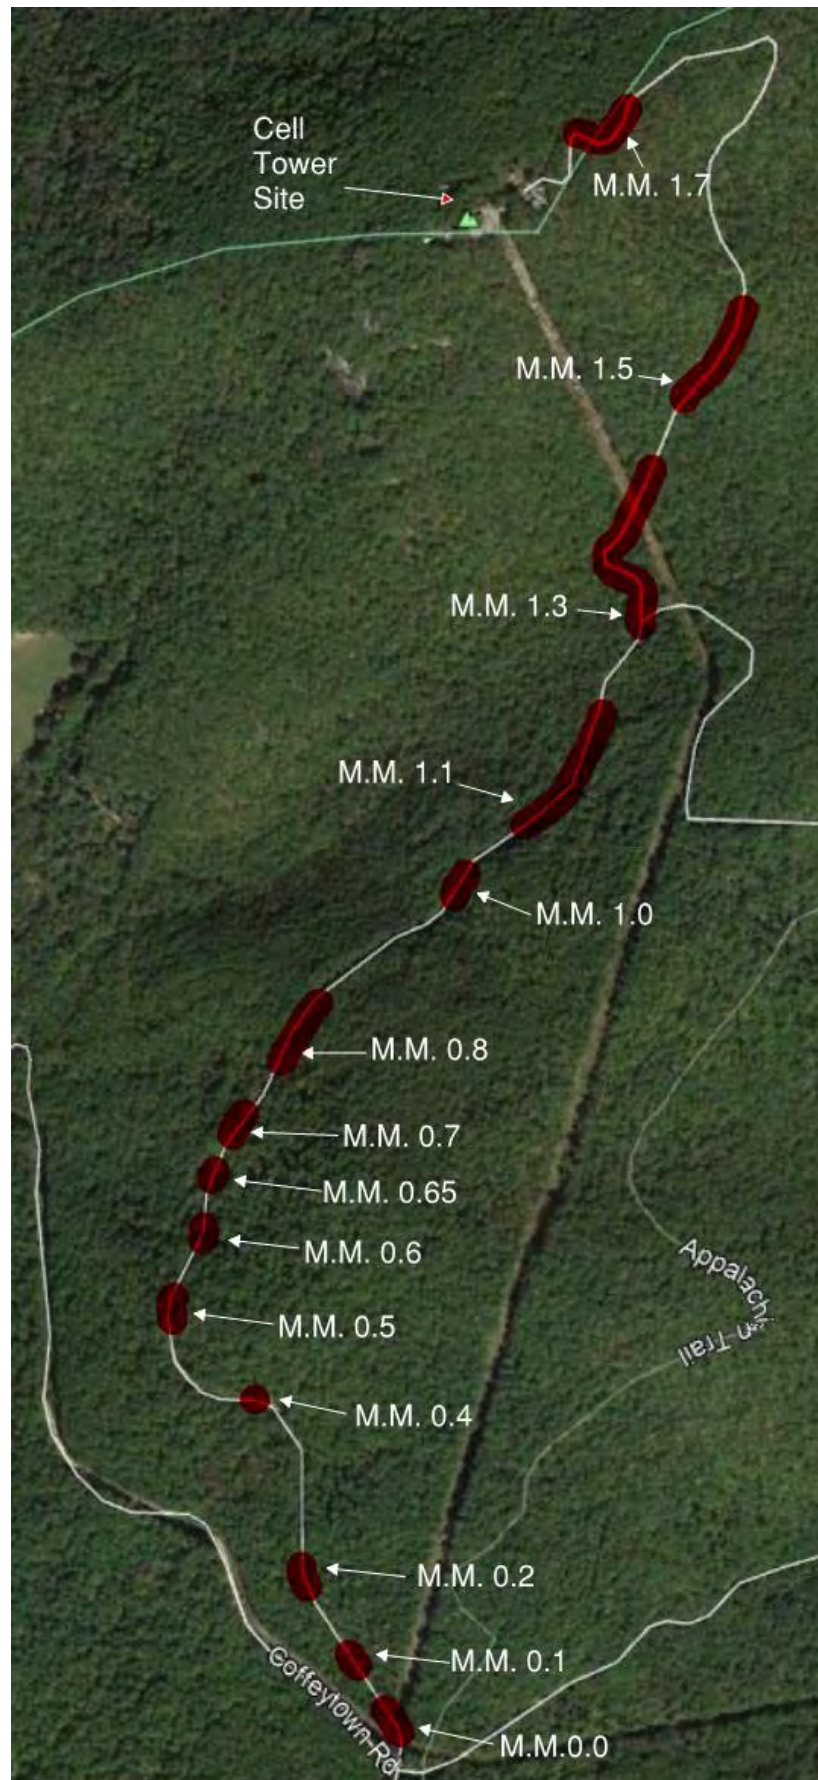 Cell
Tower
Site
M.M. 1.7
M.M. 1.5
M.M. 1.3
M.M. 1.1
M.M. 1.0
M.M. 0.8
M.M. 0.7
M.M. 0.65
M.M. 0.6
Appalachi n Trail
M.M. 0.5
M.M. 0.4
M.M. 0.2
M.M. 0.1
Coffeytown Rd
M.M.0.0